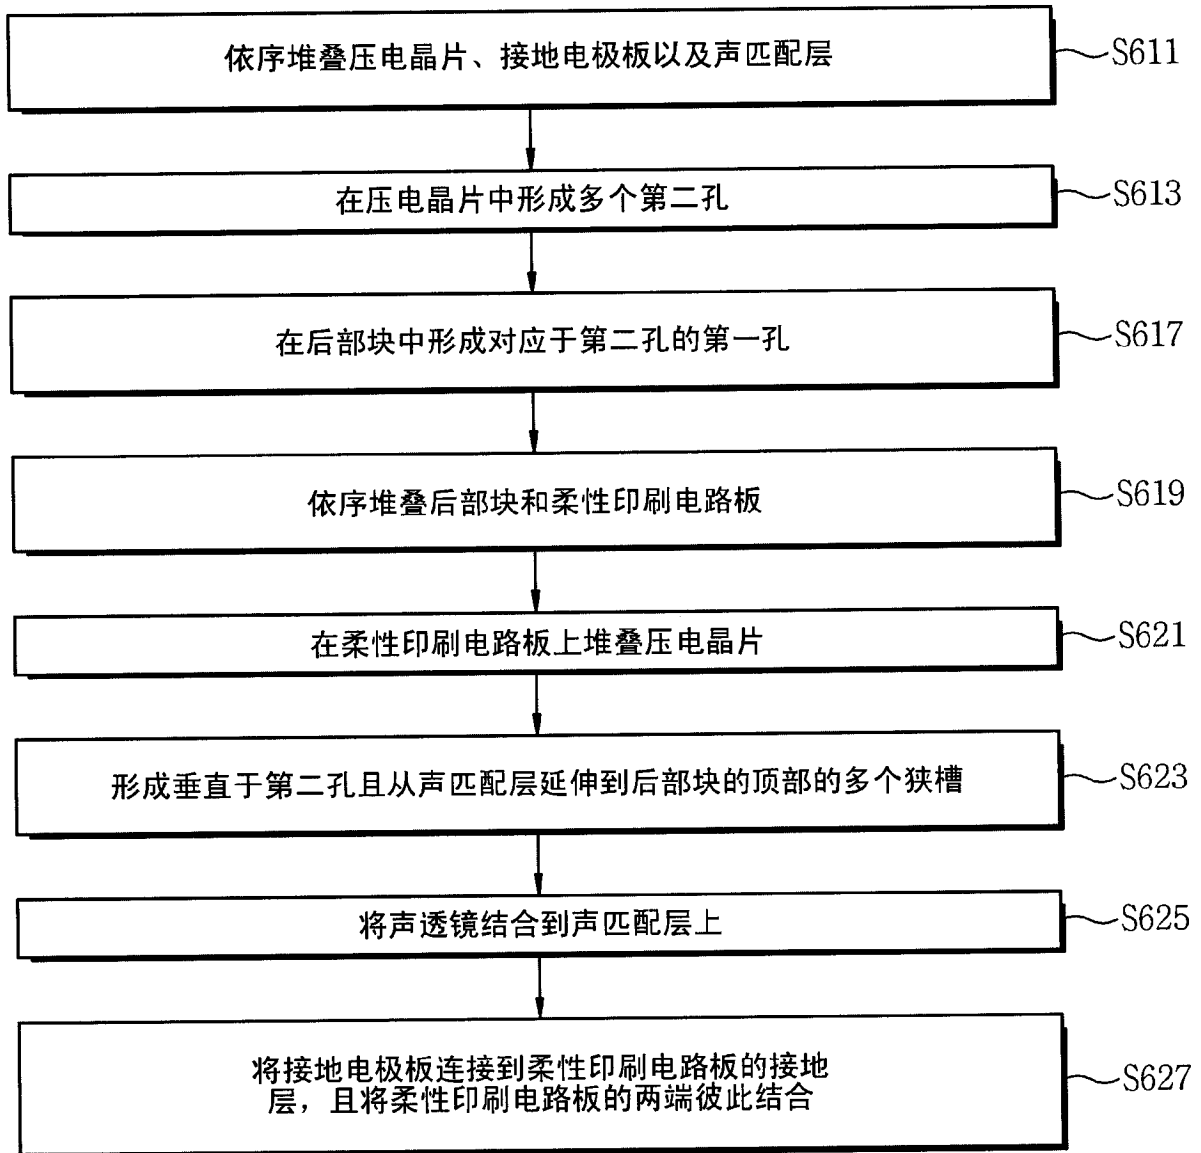 依序堆叠压电晶片、接地电极板以及声匹配层
S611
在压电晶片中形成多个第二孔
S613
在后部块中形成对应于第二孔的第一孔
S617
依序堆叠后部块和柔性印刷电路板
S619
在柔性印刷电路板上堆叠压电晶片
S621
形成垂直于第二孔且从声匹配层延伸到后部块的顶部的多个狭槽
S623
将声透镜结合到声匹配层上
S625
将接地电极板连接到柔性印刷电路板的接地
层，且将柔性印刷电路板的两端彼此结合
S627